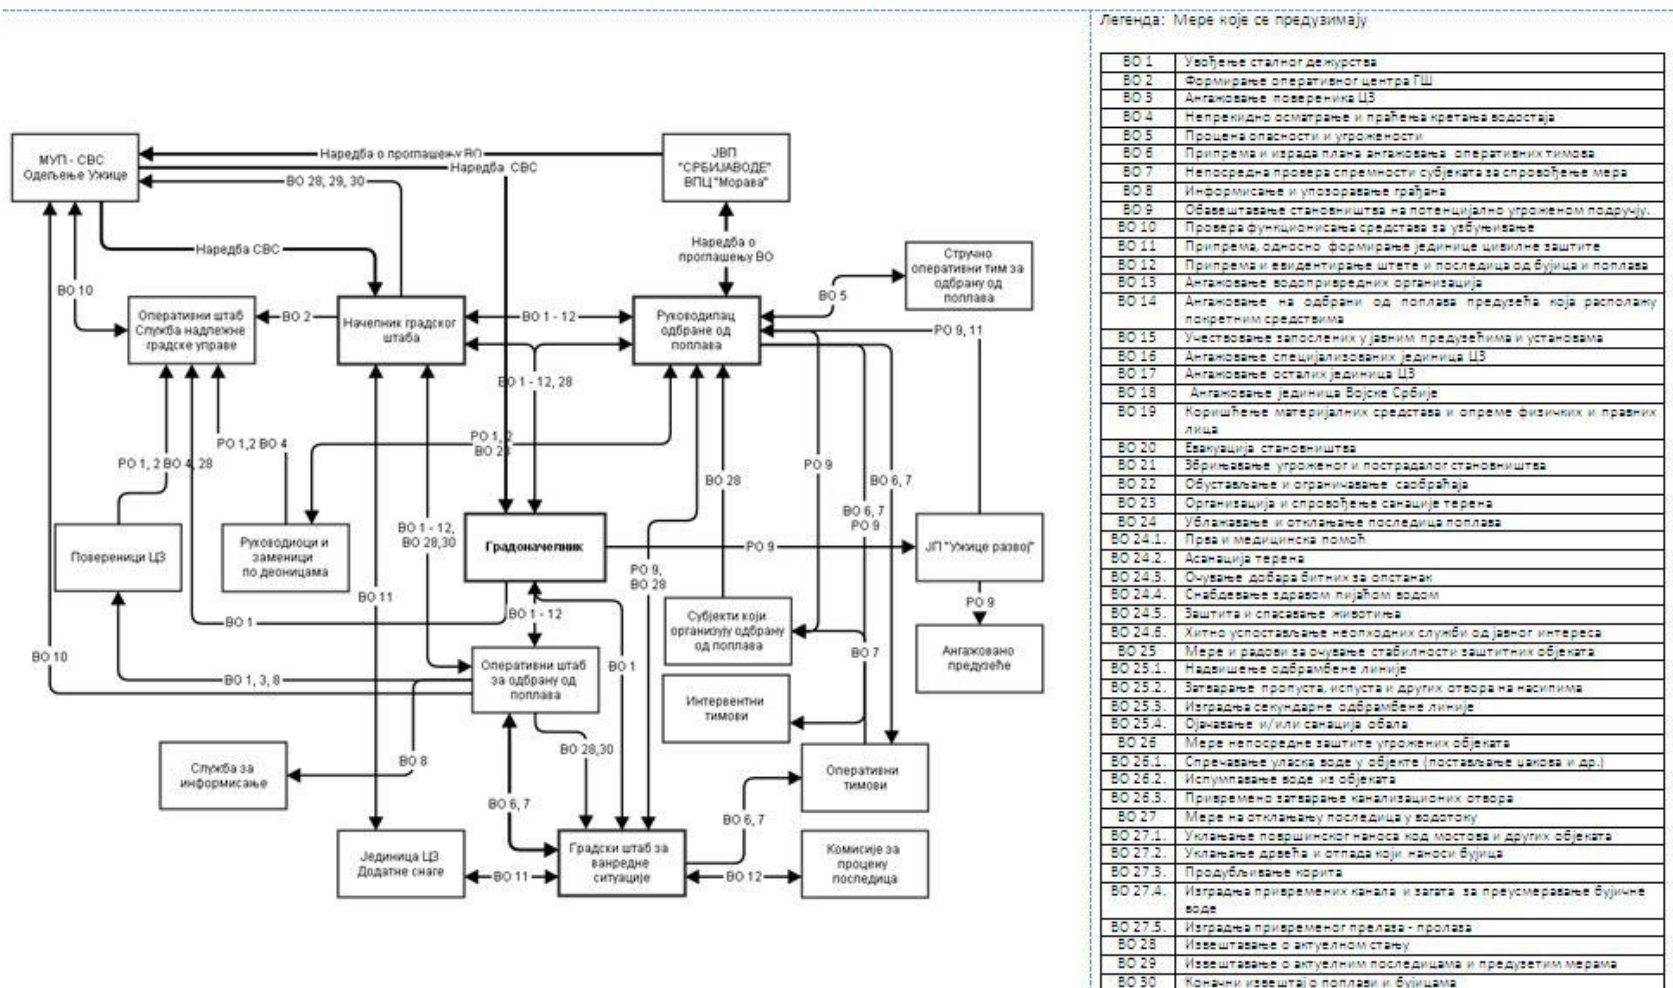 Легенда: Мере које се предузимају
МУП - СВС
Одељење Ужице
Наредба о проглашењу ВО
Наредба СВС
ВО 28, 29, 30
ЈВП
"СРБИЈАВОДЕ"
ВПЦ "Морава"
Наредба СВС
Наредба о
проглашењу ВО
Стручно
оперативни тим за
одбрану од
поплава
ВО 10
ВО 5
Оперативни штаб
Служба надлежне
градске управе
ВО 2
Начелник градског
штаба
ВО 1 - 12
Руководилац
одбране од
поплава
РО 9, 11
ВО 1 - 12, 28
РО 1, 2 ВО 4, 28
РО 1,2 ВО 4
РО 1, 2
ВО 28
ВО 28
РО 9
ВО 6, 7
ВО 6, 7
РО 9
ВО 1 - 12,
ВО 28,30
Повереници ЦЗ
Руководиоци и
заменици
по деоницама
Градоначелник
РО 9
ЈП "Ужице развој"
РО 9,
ВО 28
ВО 11
РО 9
ВО 1
ВО 1 - 12
Субјекти који
организују одбрану
од поплава
Ангажовано
предузеће
ВО 10
ВО 1, 3, 8
Оперативни штаб
за одбрану од
поплава
ВО 1
ВО 7
Интервентни
тимови
ВО 28,30
Служба за
информисање
ВО 8
Оперативни
тимови
ВО 6, 7
ВО 6, 7
Јединица ЦЗ
Додатне снаге
ВО 11
Градски штаб за
ванредне
ситуације
ВО 12
Комисије за
процену
последица
ВО 1 Увођење сталног дежурства
ВО 2 Формирање оперативног центра ГШ
ВО 3 Ангажовање повереника ЦЗ
ВО 4 Непрекидно осматрање и праћења кретања водостаја
ВО 5 Процена опасности и угрожености
ВО 6 Припрема и израда плана ангажовања оперативних тимова
ВО 7 Непосредна провера спремности субјеката за спровођење мера
ВО 8 Информисање и упозоравање грађана
ВО 9 Обавештавање становништва на потенцијално угроженом подручју.
ВО 10 Провера функционисања средстава за узбуњивање
ВО 11 Припрема, односно формирање јединице цивилне заштите
ВО 12 Припрема и евидентирање штете и последица од бујица и поплава
ВО 13 Ангажовање водопривредних организација
ВО 14 Ангажовање на одбрани од поплава предузећа која располажу
покретним средствима
ВО 15 Учествовање запослених у јавним предузећима и установама
ВО 16 Ангажовање специјализованих јединица ЦЗ
ВО 17 Ангажовање осталих јединица ЦЗ
ВО 18 Ангажовање јединица Војске Србије
ВО 19 Коришћење материјалних средстава и опреме физичких и правних
лица
ВО 20 Евакуација становништва
ВО 21 Збрињавање угроженог и пострадалог становништва
ВО 22 Обустављање и ограничавање саобраћаја
ВО 23 Организација и спровођење санације терена
ВО 24 Ублажавање и отклањање последица поплава
ВО 24.1. Прва и медицинска помоћ
ВО 24.2. Асанација терена
ВО 24.3. Очување добара битних за опстанак
ВО 24.4. Снабдевање здравом пијаћом водом
ВО 24.5. Заштита и спасавање животиња
ВО 24.6. Хитно успостављање неопходних служби од јавног интереса
ВО 25 Мере и радови за очување стабилности заштитних објеката
ВО 25.1. Надвишење одбрамбене линије
ВО 25.2. Затварање пропуста, испуста и других отвора на насипима
ВО 25.3. Изградња секундарне одбрамбене линије
ВО 25.4. Ојачавање и/или санација обала
ВО 26 Мере непосредне заштите угрожених објеката
ВО 26.1. Спречавање уласка воде у објекте (постављање џакова и др.)
ВО 26.2. Испумпавање воде из објеката
ВО 26.3. Привремено затварање канализационих отвора
ВО 27 Мере на отклањању последица у водотоку
ВО 27.1. Уклањање површинског наноса код мостова и других објеката
ВО 27.2. Уклањање дрвећа и отпада који наноси бујица
ВО 27.3. Продубљивање корита
ВО 27.4. Изградња привремених канала и загата за преусмеравање бујичне
воде
ВО 27.5. Изградња привременог прелаза - пролаза
ВО 28 Извештавање о актуелном стању
ВО 29 Извештавање о актуелним последицама и предузетим мерама
ВО 30 Коначни извештај о поплави и бујицама